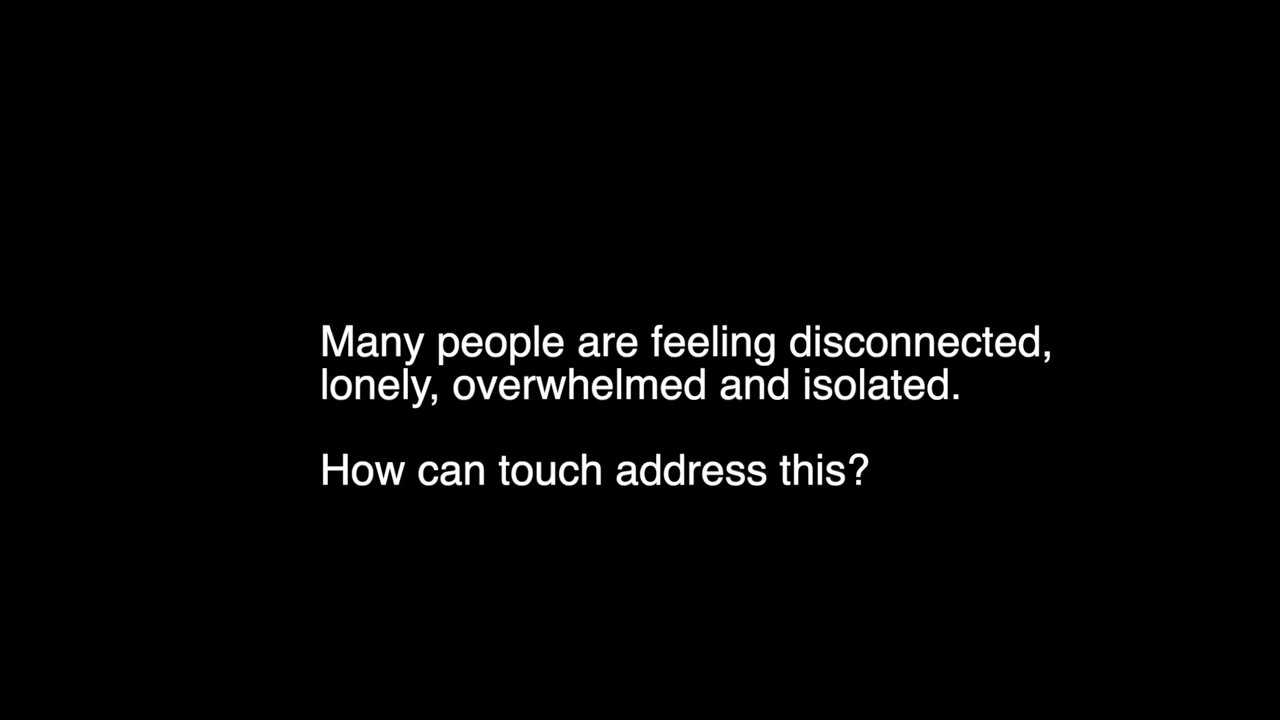 Many people are feeling disconnected,
lonely, overwhelmed and isolated.
How can touch address this?